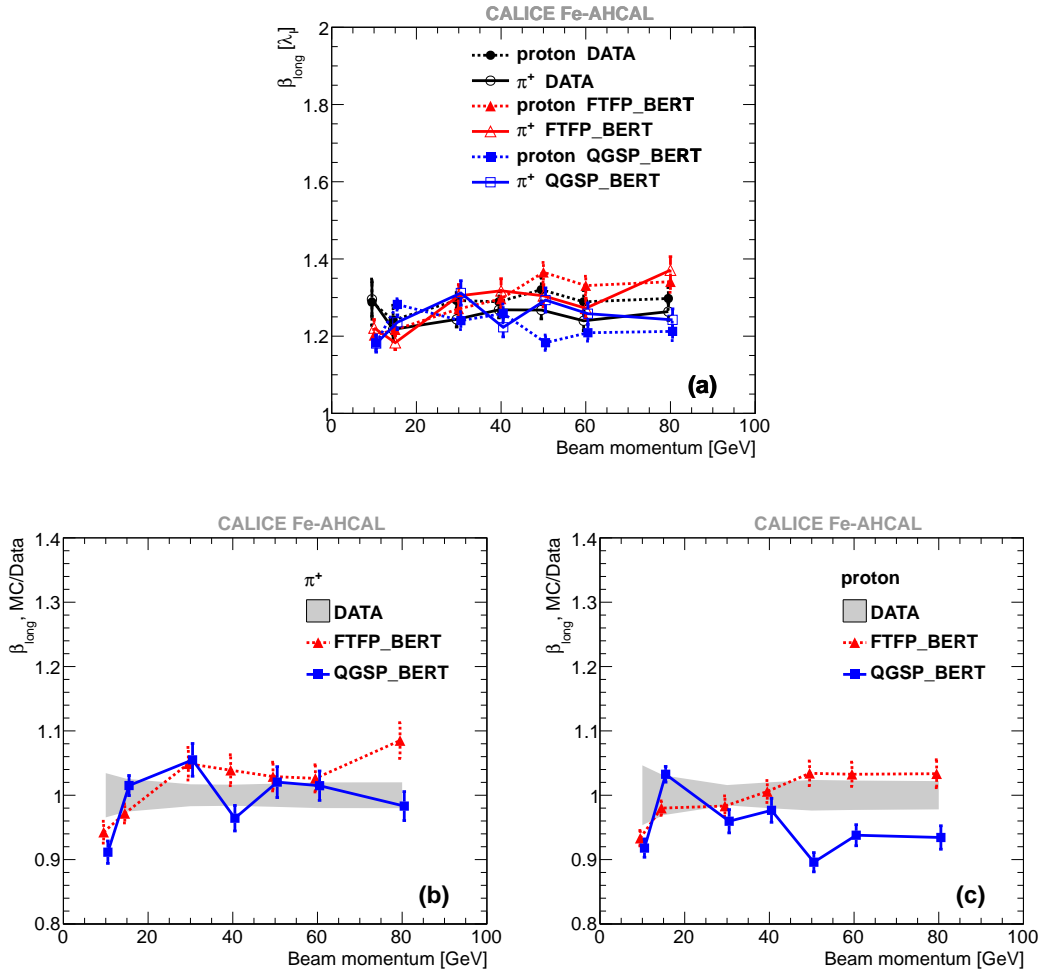 CALICE Fe-AHCAL
β_long [λ_I]
2
1.8
1.6
1.4
1.2
1
proton DATA
π⁺ DATA
proton FTFP_BERT
π⁺ FTFP_BERT
proton QGSP_BERT
π⁺ QGSP_BERT
(a)
0 20 40 60 80 100
Beam momentum [GeV]
CALICE Fe-AHCAL
β_long, MC/Data
1.4
1.3
1.2
1.1
1
0.9
0.8
π⁺
DATA
FTFP_BERT
QGSP_BERT
(b)
0 20 40 60 80 100
Beam momentum [GeV]
CALICE Fe-AHCAL
β_long, MC/Data
1.4
1.3
1.2
1.1
1
0.9
0.8
proton
DATA
FTFP_BERT
QGSP_BERT
(c)
0 20 40 60 80 100
Beam momentum [GeV]